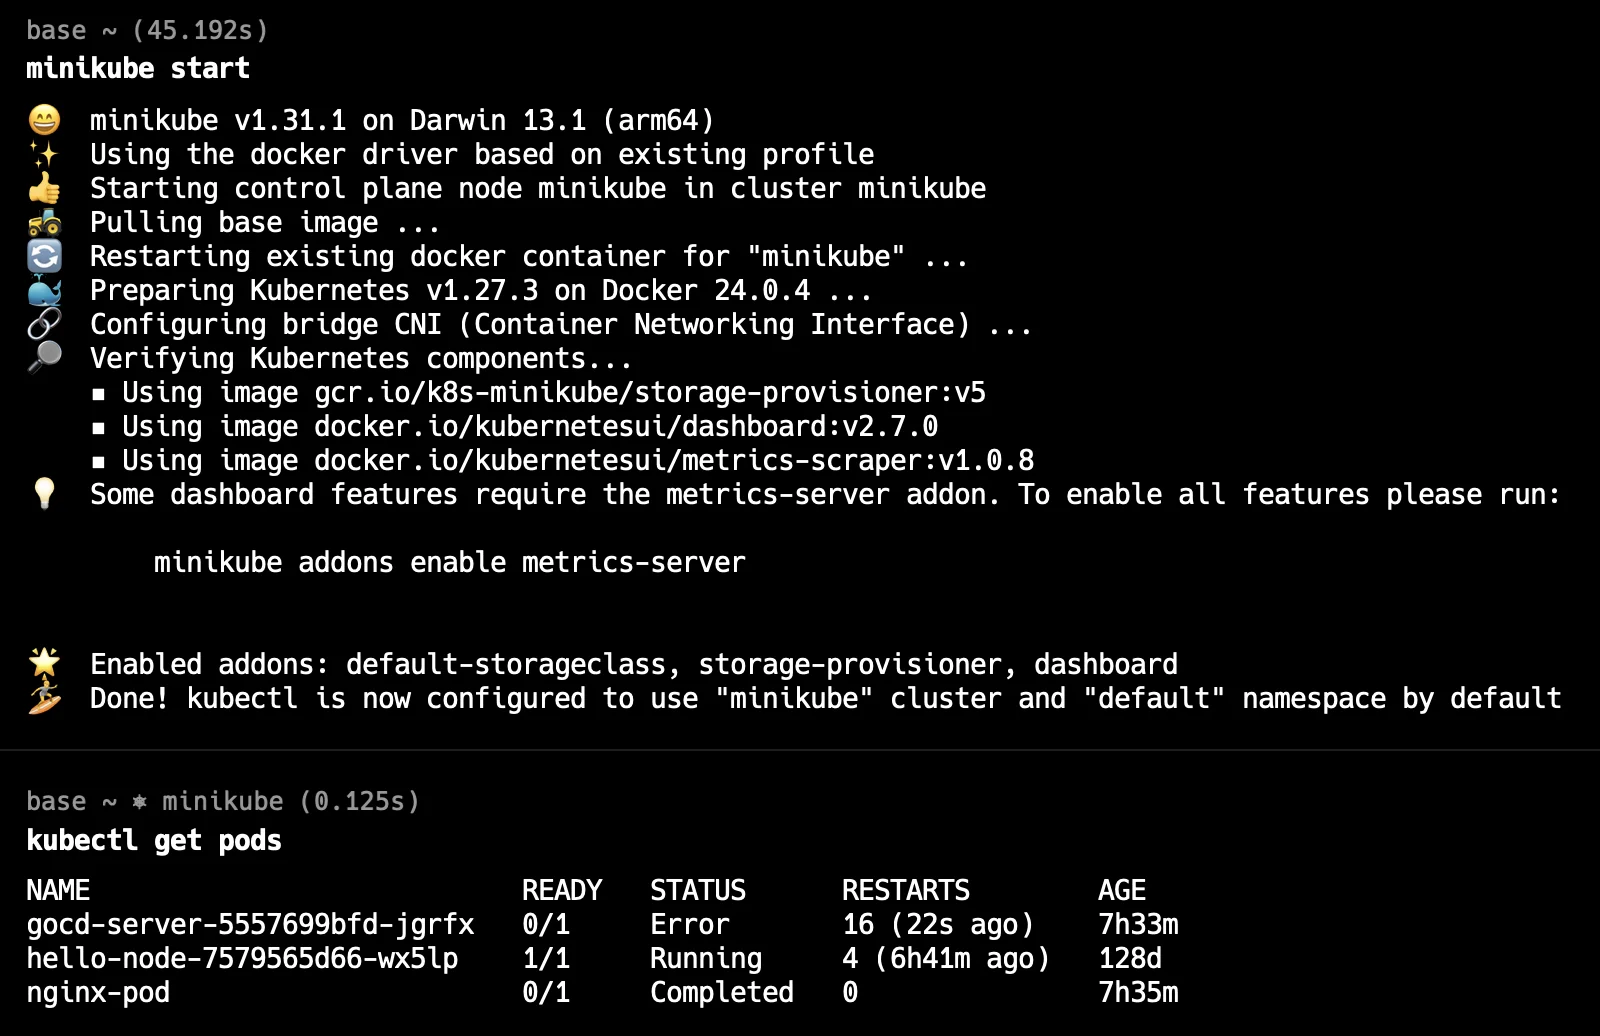 base ~ (45.192s)
minikube start
😄 minikube v1.31.1 on Darwin 13.1 (arm64)
✨ Using the docker driver based on existing profile
👍 Starting control plane node minikube in cluster minikube
🚜 Pulling base image ...
🔄 Restarting existing docker container for "minikube" ...
🐳 Preparing Kubernetes v1.27.3 on Docker 24.0.4 ...
🔗 Configuring bridge CNI (Container Networking Interface) ...
🔎 Verifying Kubernetes components...
▪ Using image gcr.io/k8s-minikube/storage-provisioner:v5
▪ Using image docker.io/kubernetesui/dashboard:v2.7.0
▪ Using image docker.io/kubernetesui/metrics-scraper:v1.0.8
💡 Some dashboard features require the metrics-server addon. To enable all features please run:
minikube addons enable metrics-server
🌟 Enabled addons: default-storageclass, storage-provisioner, dashboard
🏄 Done! kubectl is now configured to use "minikube" cluster and "default" namespace by default
base ~ ⎈ minikube (0.125s)
kubectl get pods
NAME READY STATUS RESTARTS AGE
gocd-server-5557699bfd-jgrfx 0/1 Error 16 (22s ago) 7h33m
hello-node-7579565d66-wx5lp 1/1 Running 4 (6h41m ago) 128d
nginx-pod 0/1 Completed 0 7h35m